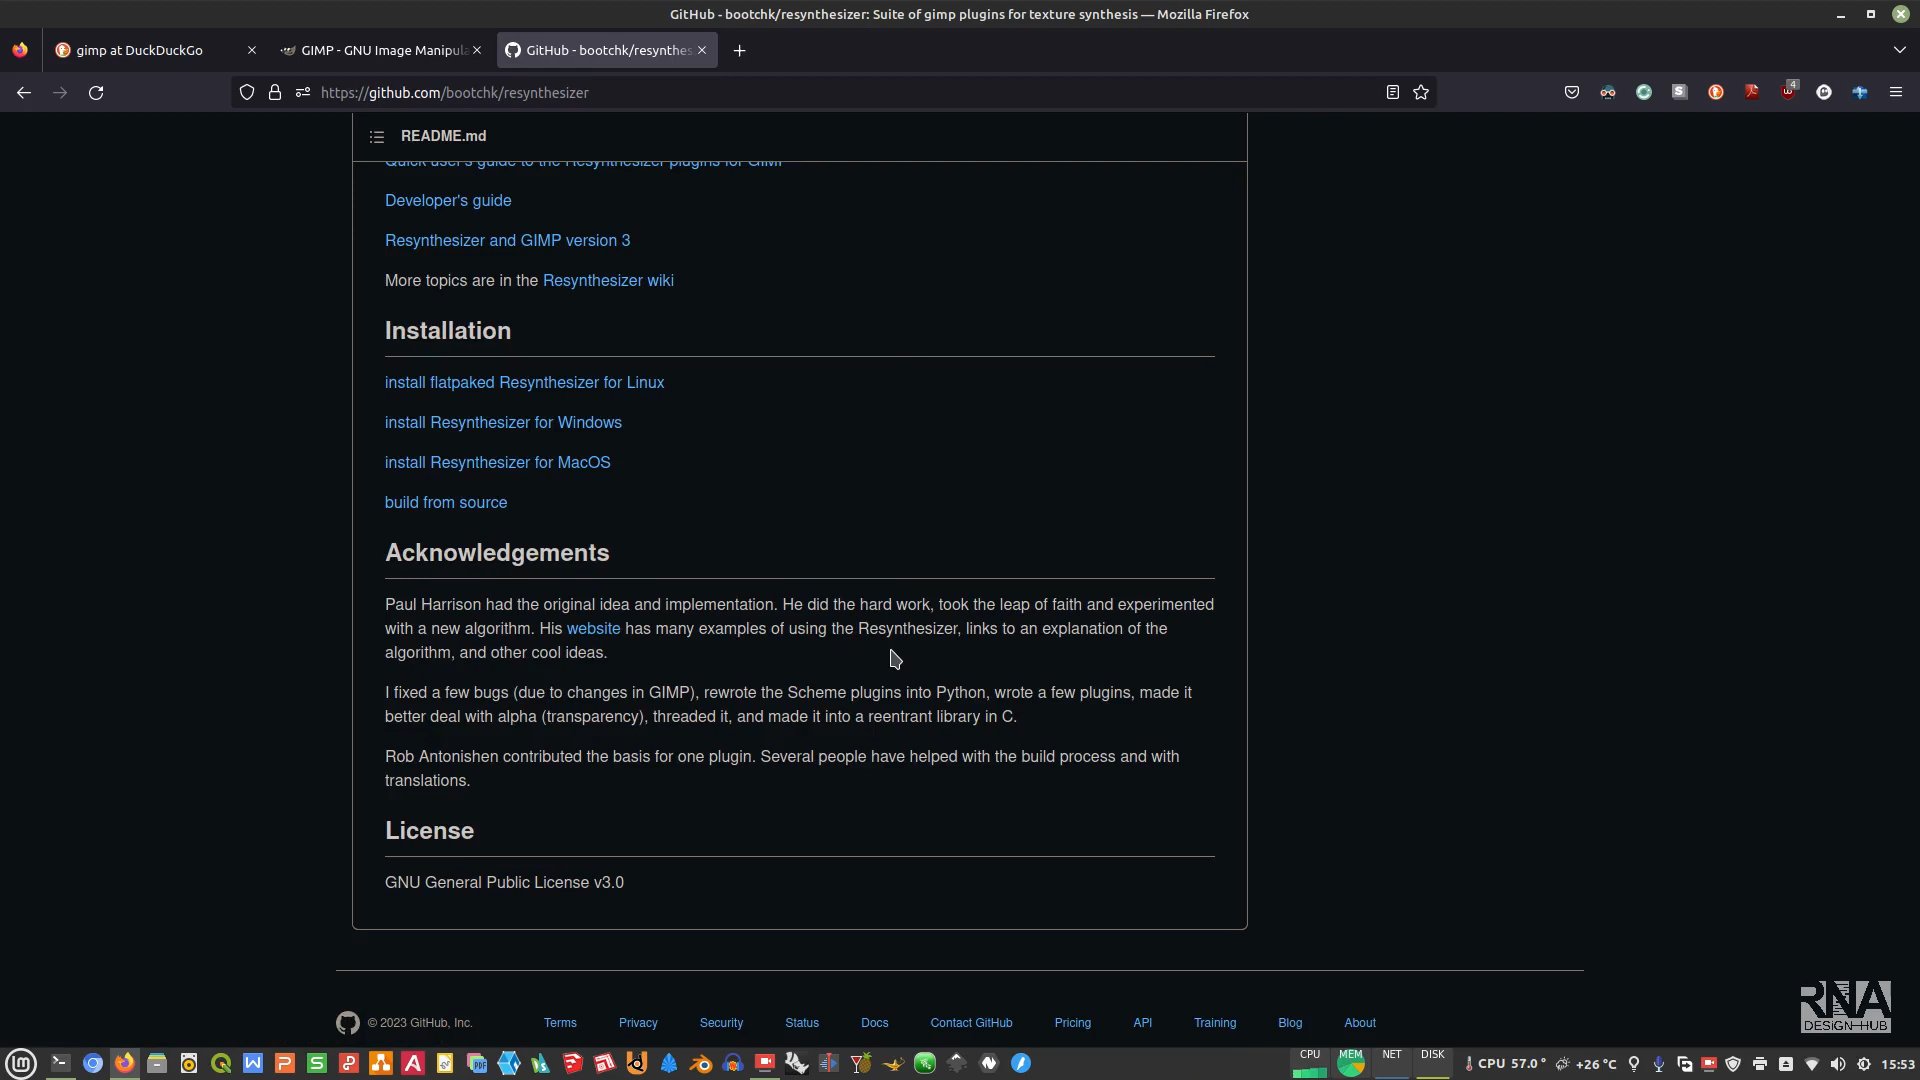 GitHub - bootchk/resynthesizer: Suite of gimp plugins for texture synthesis — Mozilla Firefox
gimp at DuckDuckGo
GIMP - GNU Image Manipula
GitHub - bootchk/resynthes
https://github.com/bootchk/resynthesizer
4
README.md
Quick user's guide to the Resynthesizer plugins for GIMP
Developer's guide
Resynthesizer and GIMP version 3
More topics are in the Resynthesizer wiki
Installation
install flatpaked Resynthesizer for Linux
install Resynthesizer for Windows
install Resynthesizer for MacOS
build from source
Acknowledgements
Paul Harrison had the original idea and implementation. He did the hard work, took the leap of faith and experimented
with a new algorithm. His website has many examples of using the Resynthesizer, links to an explanation of the
algorithm, and other cool ideas.
I fixed a few bugs (due to changes in GIMP), rewrote the Scheme plugins into Python, wrote a few plugins, made it
better deal with alpha (transparency), threaded it, and made it into a reentrant library in C.
Rob Antonishen contributed the basis for one plugin. Several people have helped with the build process and with
translations.
License
GNU General Public License v3.0
RNA
DESIGN-HUB
© 2023 GitHub, Inc. Terms Privacy Security Status Docs Contact GitHub Pricing API Training Blog About
CPU MEM NET DISK CPU 57.0° +26°C 15:53